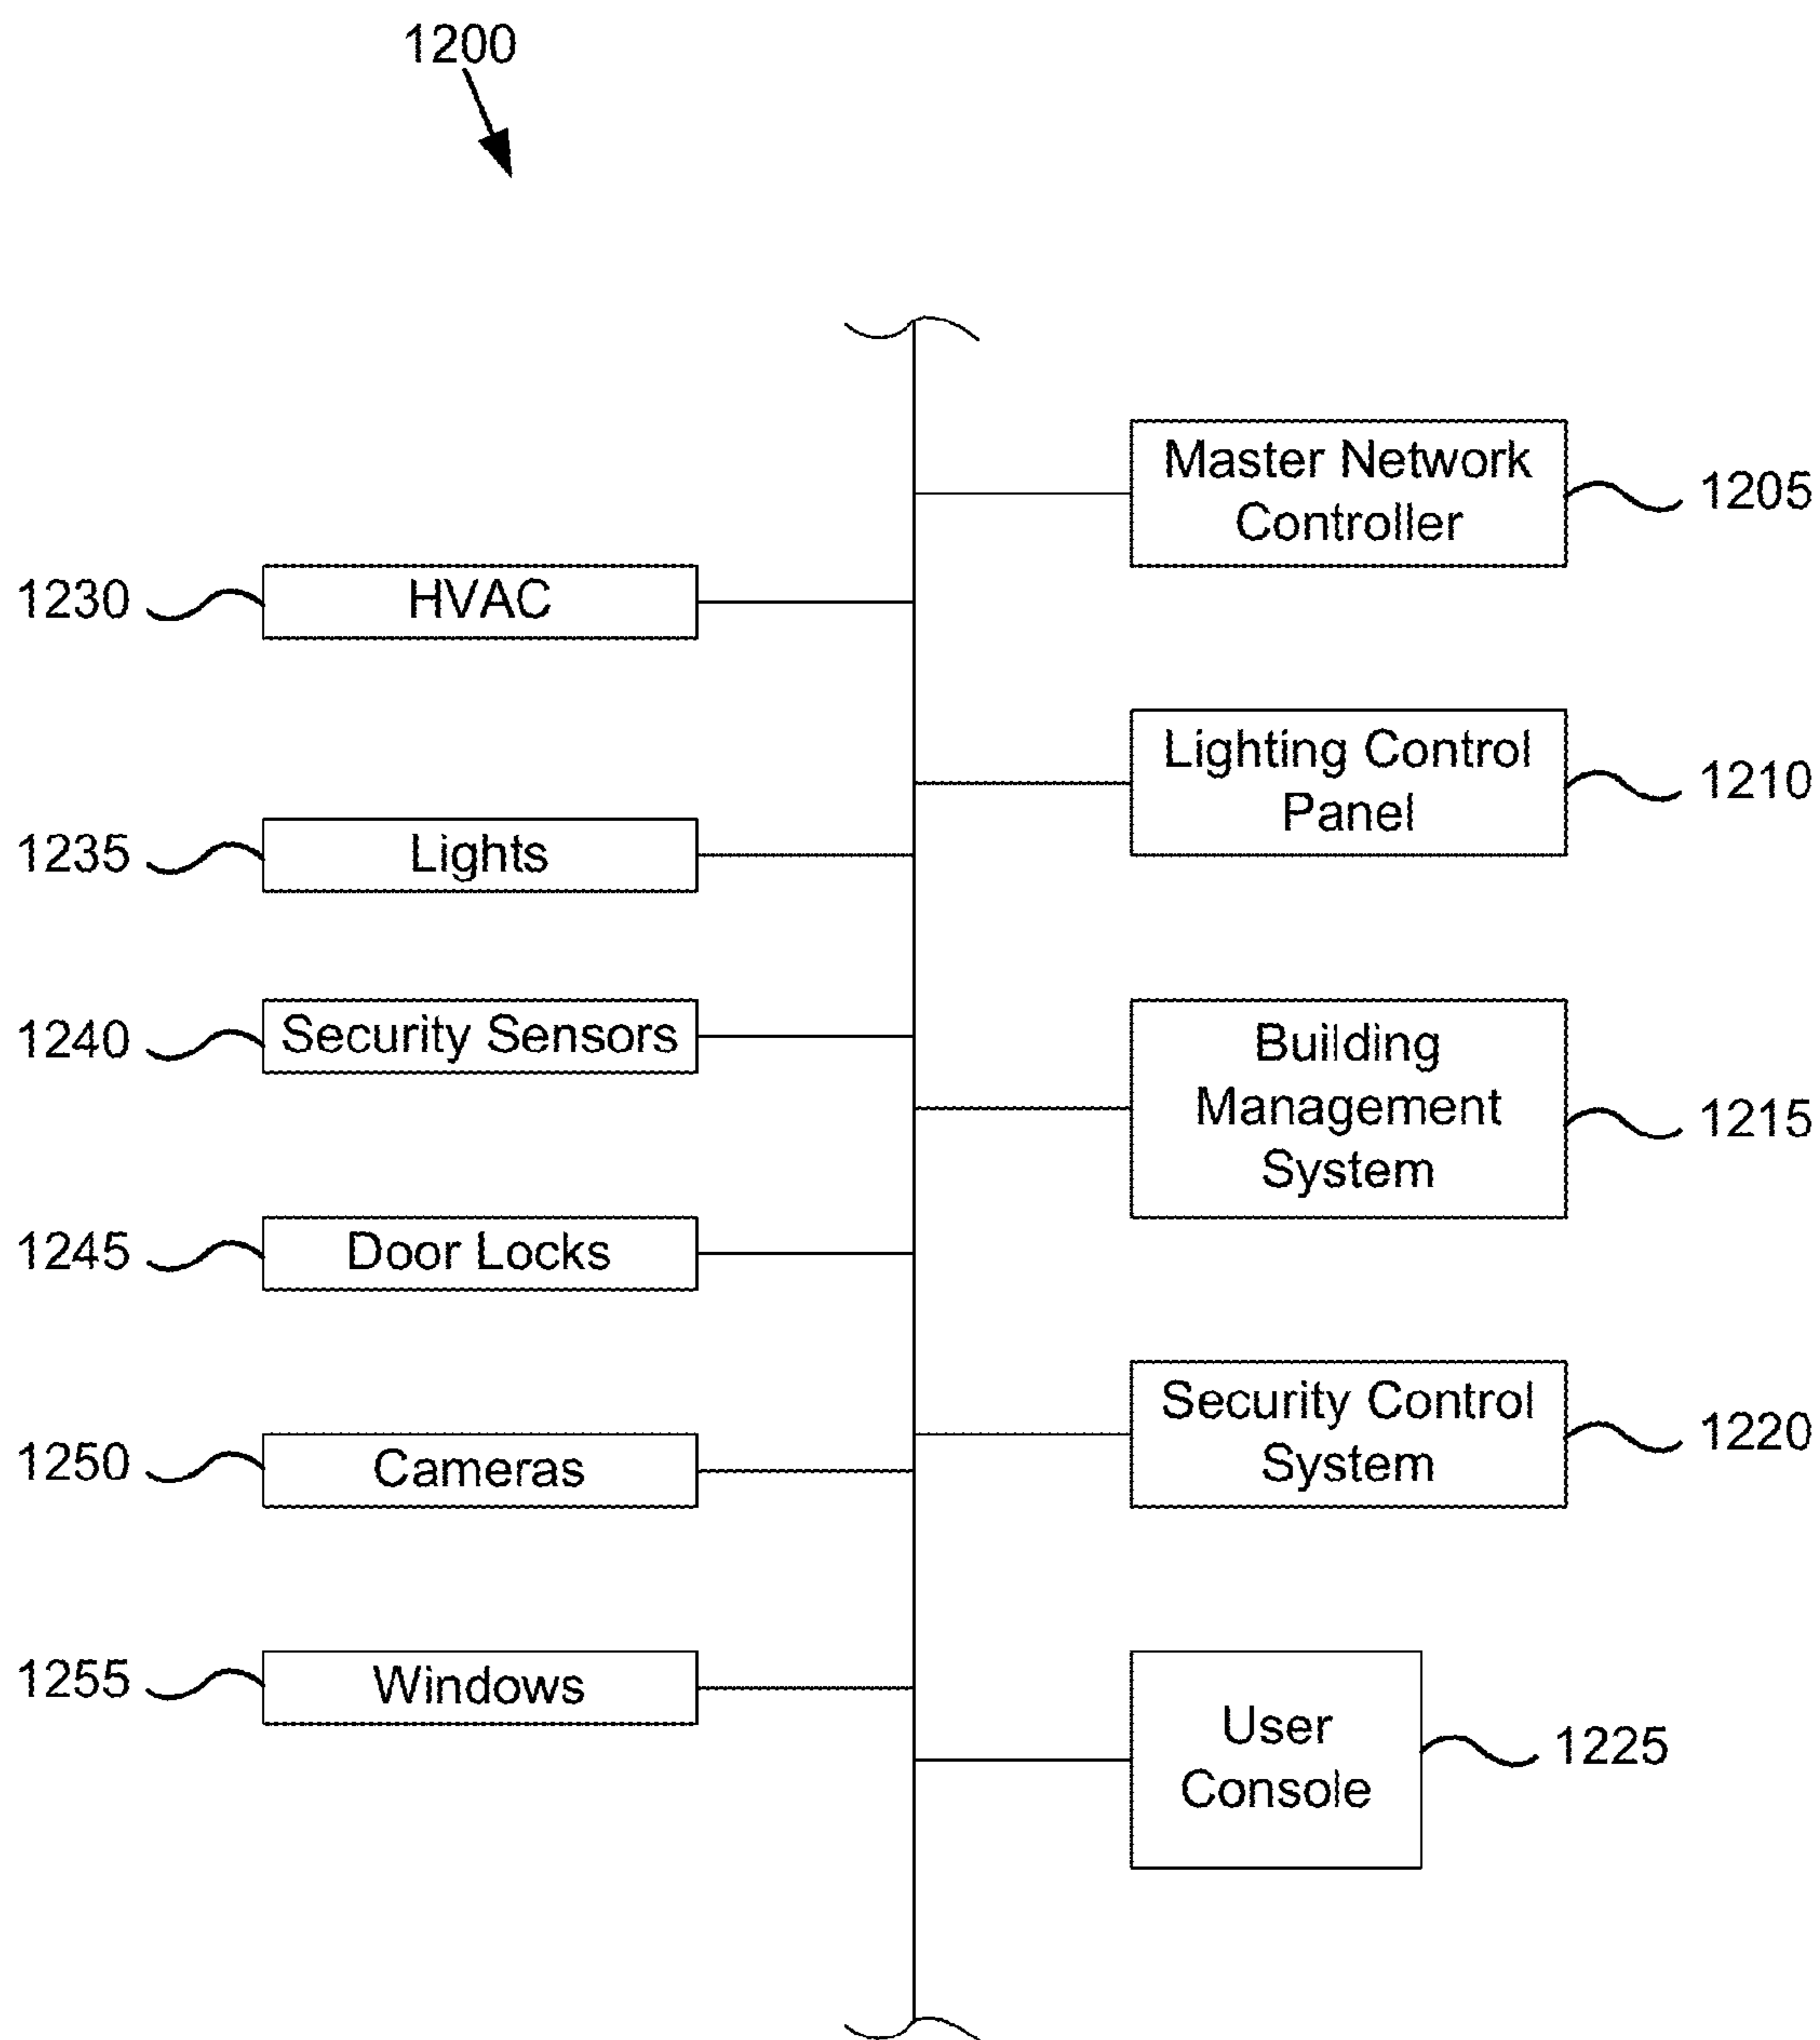 1200
Master Network
Controller
1205
1230
HVAC
Lighting Control
Panel
1210
1235
Lights
1240
Security Sensors
Building
Management
System
1215
1245
Door Locks
Security Control
System
1220
1250
Cameras
1255
Windows
User
Console
1225